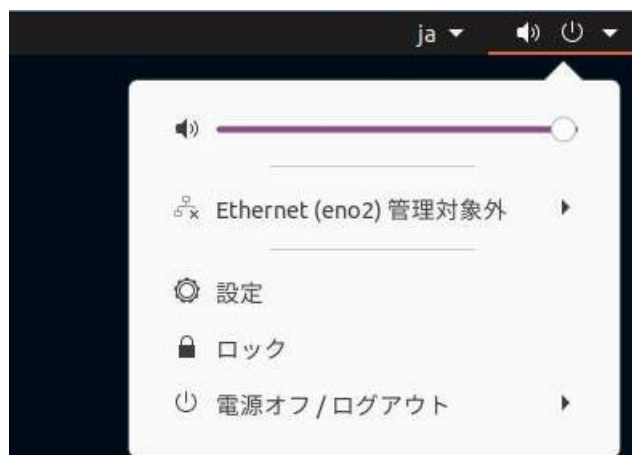 ja
Ethernet (eno2) 管理対象外
設定
ロック
電源オフ / ログアウト